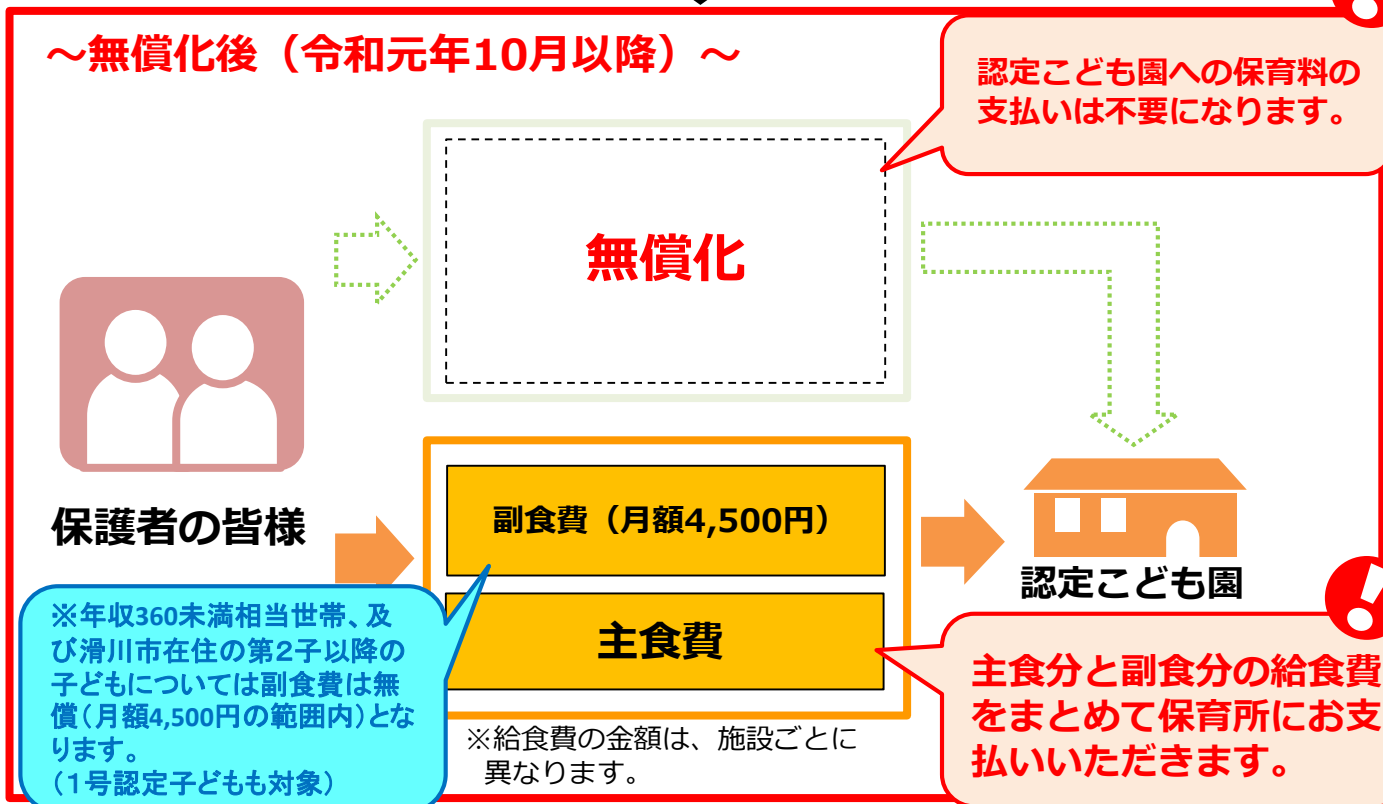 ～無償化後（令和元年10月以降）～
認定こども園への保育料の
支払いは不要になります。
無償化
保護者の皆様
副食費（月額4,500円）
主食費
認定こども園
※年収360未満相当世帯、及
び滑川市在住の第2子以降の
子どもについては副食費は無
償（月額4,500円の範囲内）とな
ります。
（１号認定子どもも対象）
※給食費の金額は、施設ごとに
異なります。
主食分と副食分の給食費
をまとめて保育所にお支
払いいただきます。